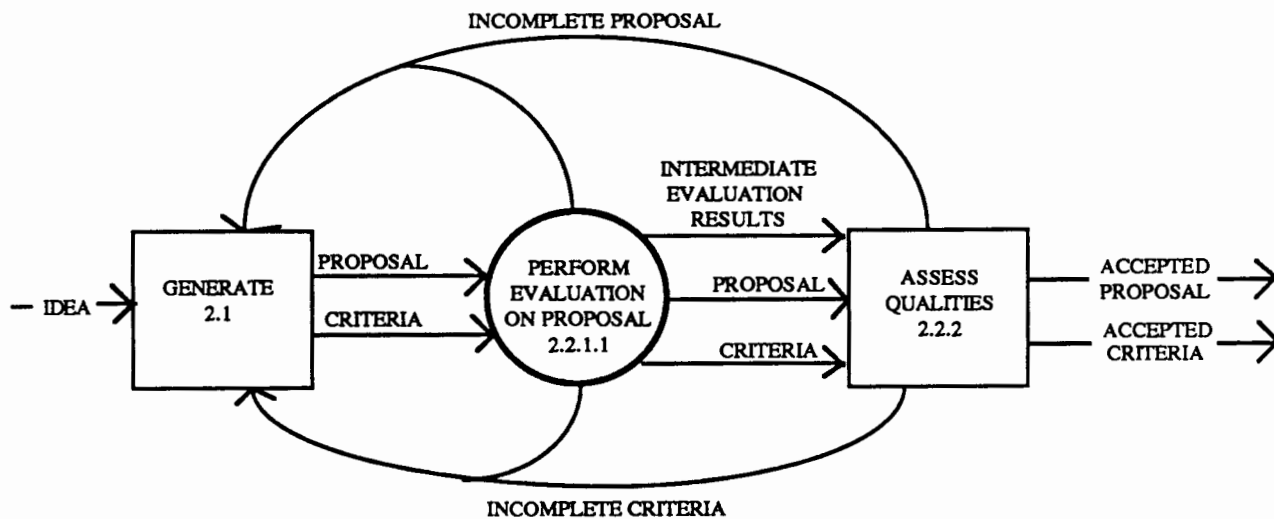 INCOMPLETE PROPOSAL
INTERMEDIATE
EVALUATION
RESULTS
PROPOSAL
CRITERIA
— IDEA
GENERATE
2.1
PERFORM
EVALUATION
ON PROPOSAL
2.2.1.1
PROPOSAL
CRITERIA
ASSESS
QUALITIES
2.2.2
ACCEPTED
PROPOSAL
ACCEPTED
CRITERIA
INCOMPLETE CRITERIA